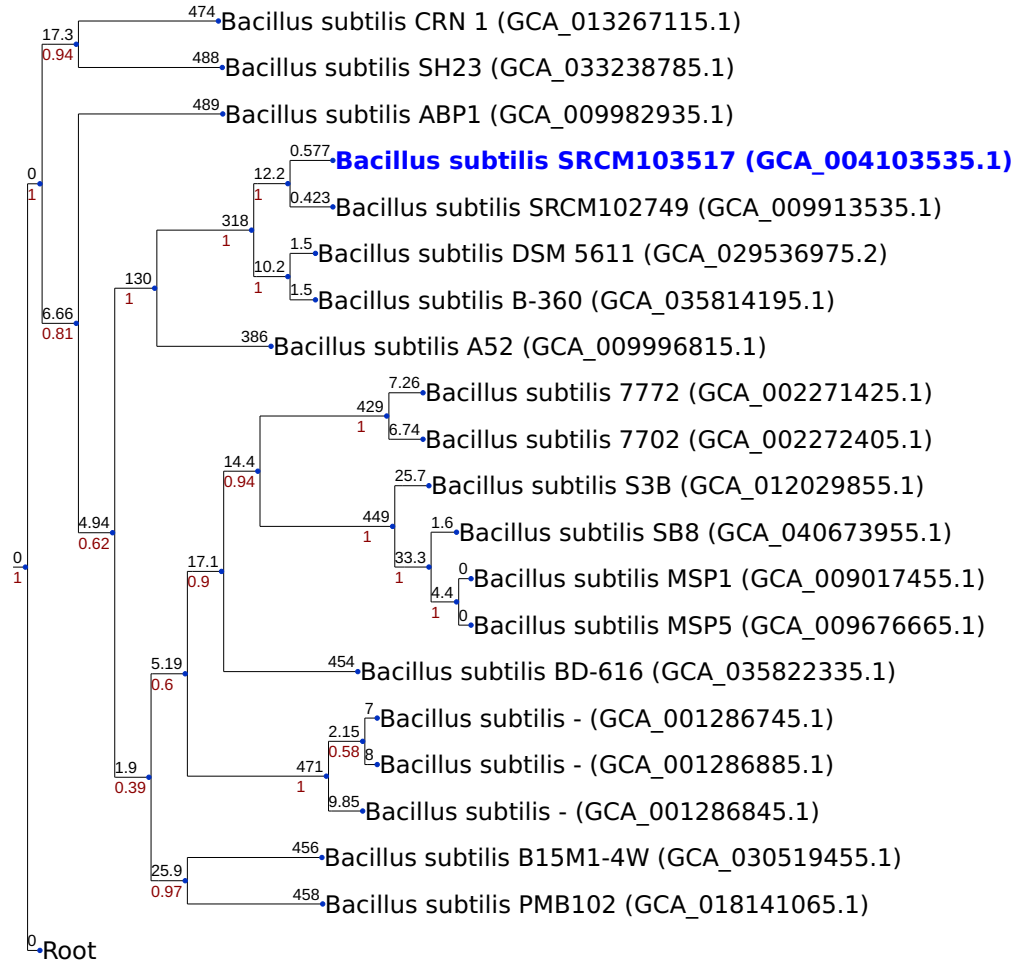 474
Bacillus subtilis CRN 1 (GCA_013267115.1)
17.3
0.94
488
Bacillus subtilis SH23 (GCA_033238785.1)
489
Bacillus subtilis ABP1 (GCA_009982935.1)
0.577
Bacillus subtilis SRCM103517 (GCA_004103535.1)
0
1
12.2
1
0.423
Bacillus subtilis SRCM102749 (GCA_009913535.1)
318
1
1.5
Bacillus subtilis DSM 5611 (GCA_029536975.2)
10.2
1
1.5
Bacillus subtilis B-360 (GCA_035814195.1)
130
1
6.66
0.81
386
Bacillus subtilis A52 (GCA_009996815.1)
7.26
Bacillus subtilis 7772 (GCA_002271425.1)
429
1
6.74
Bacillus subtilis 7702 (GCA_002272405.1)
14.4
0.94
25.7
Bacillus subtilis S3B (GCA_012029855.1)
4.94
0.62
449
1
1.6
Bacillus subtilis SB8 (GCA_040673955.1)
0
1
17.1
0.9
33.3
1
0
Bacillus subtilis MSP1 (GCA_009017455.1)
4.4
1
0
Bacillus subtilis MSP5 (GCA_009676665.1)
5.19
0.6
454
Bacillus subtilis BD-616 (GCA_035822335.1)
7
Bacillus subtilis - (GCA_001286745.1)
2.15
0.58
8
Bacillus subtilis - (GCA_001286885.1)
1.9
0.39
471
1
9.85
Bacillus subtilis - (GCA_001286845.1)
456
Bacillus subtilis B15M1-4W (GCA_030519455.1)
25.9
0.97
458
Bacillus subtilis PMB102 (GCA_018141065.1)
0
Root